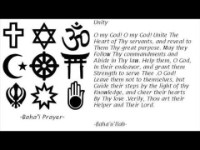 Unity
O my God! O my God! Unite The
Heart of Thy servants, and reveal to
Them Thy great purpose. May they
Follow Thy commandments and
Abide in Thy law. Help them, O God,
in their endeavor, and grant them
Strength to serve Thee. O God!
Leave them not to Themselves, but
Guide their steps by the light of thy
Knowledge, and cheer their hearts
By Thy love. Verily, Thou art their
Helper and Their Lord.
-Baha'i Prayer-
-Bahá'u'lláh-